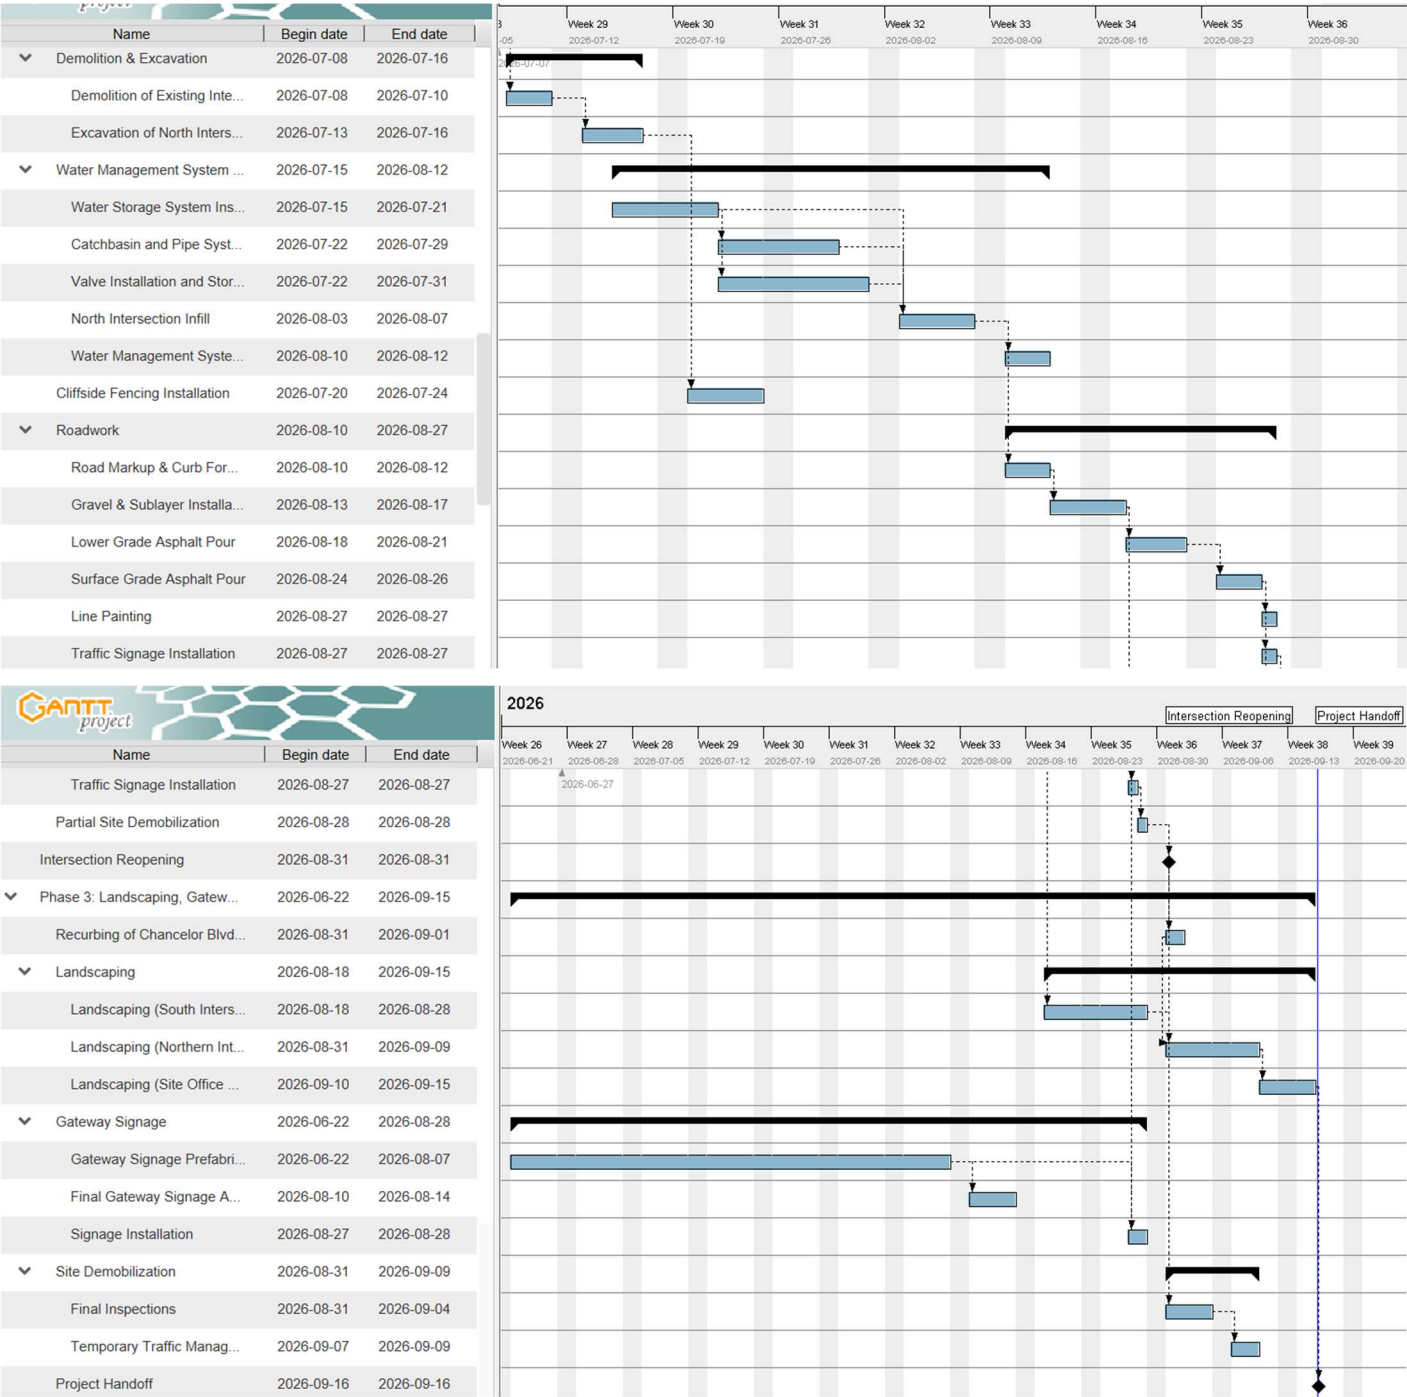 project
3 Week 29 Week 30 Week 31 Week 32 Week 33 Week 34 Week 35 Week 36
Name Begin date End date
-05 2026-07-12 2026-07-19 2026-07-26 2026-08-02 2026-08-09 2026-08-16 2026-08-23 2026-08-30
Demolition & Excavation 2026-07-08 2026-07-16
2026-07-07
Demolition of Existing Inte... 2026-07-08 2026-07-10
Excavation of North Inters... 2026-07-13 2026-07-16
Water Management System ... 2026-07-15 2026-08-12
Water Storage System Ins... 2026-07-15 2026-07-21
Catchbasin and Pipe Syst... 2026-07-22 2026-07-29
Valve Installation and Stor... 2026-07-22 2026-07-31
North Intersection Infill 2026-08-03 2026-08-07
Water Management Syste... 2026-08-10 2026-08-12
Cliffside Fencing Installation 2026-07-20 2026-07-24
Roadwork 2026-08-10 2026-08-27
Road Markup & Curb For... 2026-08-10 2026-08-12
Gravel & Sublayer Installa... 2026-08-13 2026-08-17
Lower Grade Asphalt Pour 2026-08-18 2026-08-21
Surface Grade Asphalt Pour 2026-08-24 2026-08-26
Line Painting 2026-08-27 2026-08-27
Traffic Signage Installation 2026-08-27 2026-08-27
GANTT project
2026
Intersection Reopening Project Handoff
Week 26 Week 27 Week 28 Week 29 Week 30 Week 31 Week 32 Week 33 Week 34 Week 35 Week 36 Week 37 Week 38 Week 39
Name Begin date End date
2026-06-21 2026-06-28 2026-07-05 2026-07-12 2026-07-19 2026-07-26 2026-08-02 2026-08-09 2026-08-16 2026-08-23 2026-08-30 2026-09-06 2026-09-13 2026-09-20
Traffic Signage Installation 2026-08-27 2026-08-27
2026-06-27
Partial Site Demobilization 2026-08-28 2026-08-28
Intersection Reopening 2026-08-31 2026-08-31
Phase 3: Landscaping, Gatew... 2026-06-22 2026-09-15
Recurbing of Chancelor Blvd... 2026-08-31 2026-09-01
Landscaping 2026-08-18 2026-09-15
Landscaping (South Inters... 2026-08-18 2026-08-28
Landscaping (Northern Int... 2026-08-31 2026-09-09
Landscaping (Site Office ... 2026-09-10 2026-09-15
Gateway Signage 2026-06-22 2026-08-28
Gateway Signage Prefabri... 2026-06-22 2026-08-07
Final Gateway Signage A... 2026-08-10 2026-08-14
Signage Installation 2026-08-27 2026-08-28
Site Demobilization 2026-08-31 2026-09-09
Final Inspections 2026-08-31 2026-09-04
Temporary Traffic Manag... 2026-09-07 2026-09-09
Project Handoff 2026-09-16 2026-09-16